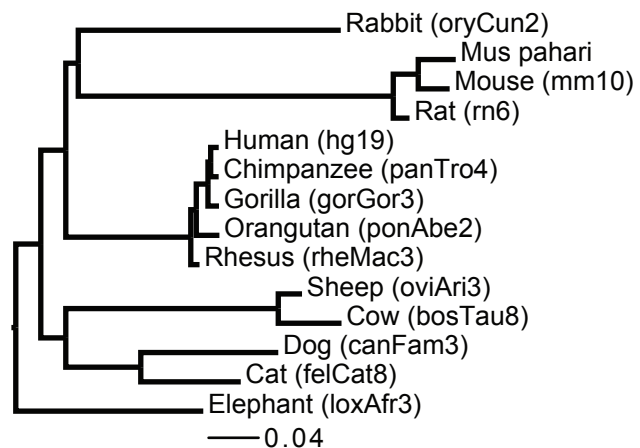 Rabbit (oryCun2)
Mus pahari
Mouse (mm10)
Rat (rn6)
Human (hg19)
Chimpanzee (panTro4)
Gorilla (gorGor3)
Orangutan (ponAbe2)
Rhesus (rheMac3)
Sheep (oviAri3)
Cow (bosTau8)
Dog (canFam3)
Cat (felCat8)
Elephant (loxAfr3)
0.04